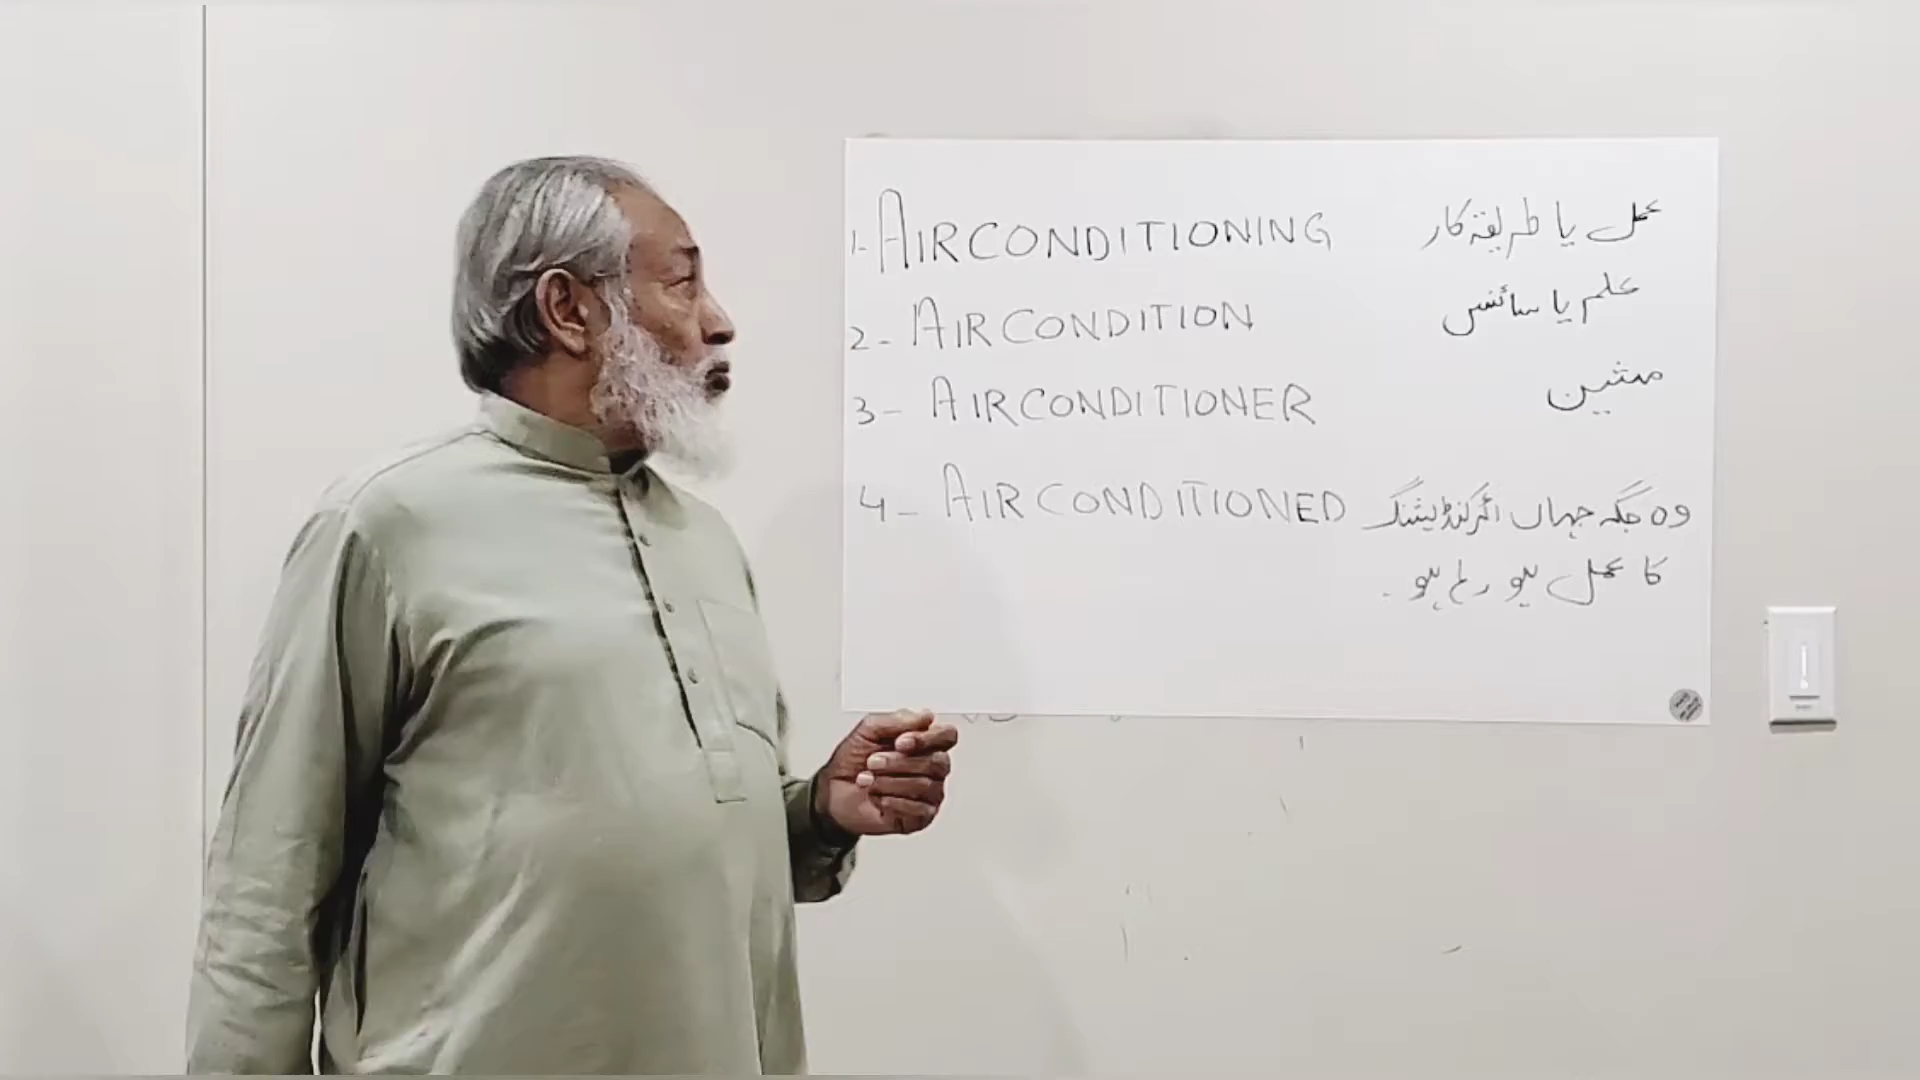 1- AIRCONDITIONING عمل یا طریقۂ کار
2- AIRCONDITION علم یا سائنس
3- AIRCONDITIONER مشین
4- AIRCONDITIONED وہ جگہ جہاں ائرکنڈیشنگ
کا عمل ہو رہا ہو۔